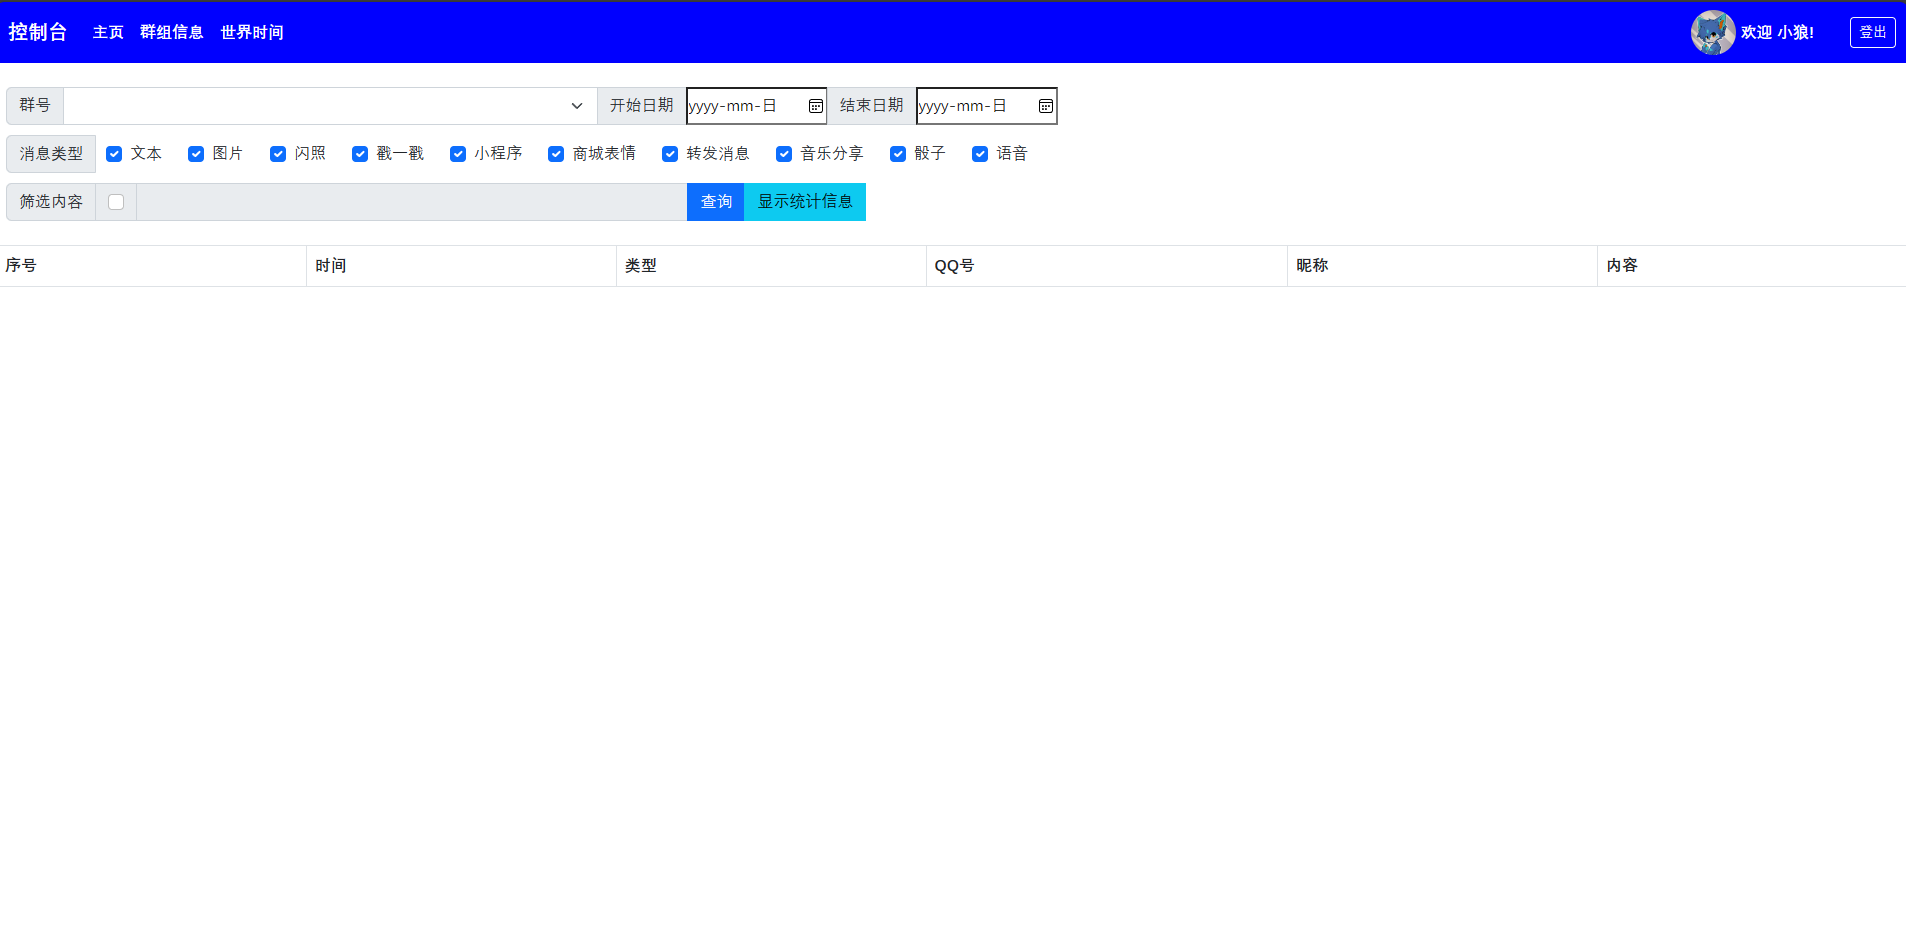 控制台 主页 群组信息 世界时间 欢迎 小狼! 登出
群号 开始日期 yyyy-mm-日 结束日期 yyyy-mm-日
消息类型 文本 图片 闪照 戳一戳 小程序 商城表情 转发消息 音乐分享 骰子 语音
筛选内容 查询 显示统计信息
序号 时间 类型 QQ号 昵称 内容